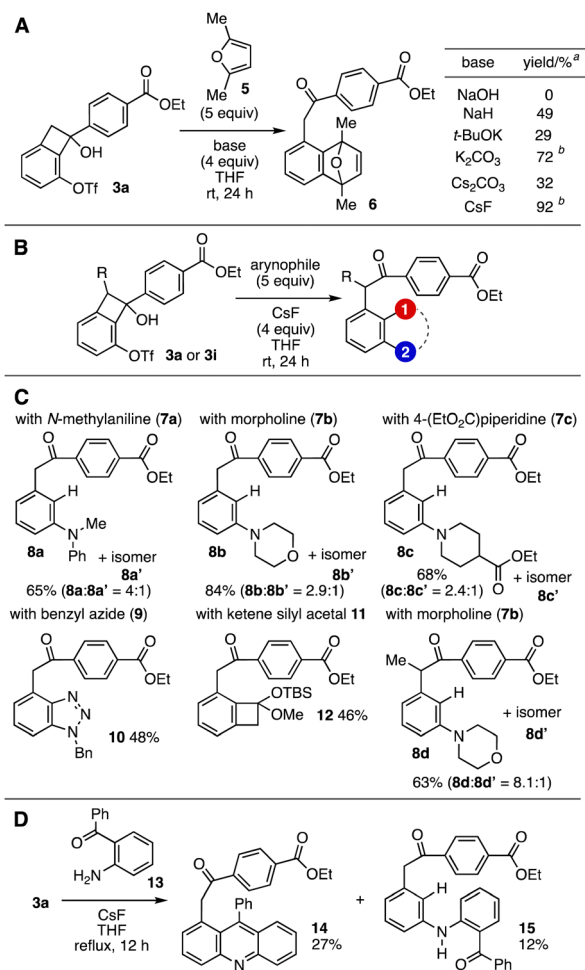 A
Me
O
5
Me
(5 equiv)
base
(4 equiv)
THF
rt, 24 h
O
OEt
OH
OTf
3a
O
O
OEt
Me
O
Me
6
base yield/%a
NaOH 0
NaH 49
t-BuOK 29
K2CO3 72 b
Cs2CO3 32
CsF 92 b
B
R
O
OEt
OH
OTf
3a or 3i
arynophile
(5 equiv)
CsF
(4 equiv)
THF
rt, 24 h
R
O
O
OEt
1
2
C
with N-methylaniline (7a)
O
O
OEt
H
N
Me
Ph
8a
+ isomer
8a’
65% (8a:8a’ = 4:1)
with morpholine (7b)
O
O
OEt
H
N
O
8b
+ isomer
8b’
84% (8b:8b’ = 2.9:1)
with 4-(EtO2C)piperidine (7c)
O
O
OEt
H
N
8c
OEt
O
68%
(8c:8c’ = 2.4:1)
+ isomer
8c’
with benzyl azide (9)
O
O
OEt
N
N
N
Bn
10 48%
with ketene silyl acetal 11
O
O
OEt
OTBS
OMe
12 46%
with morpholine (7b)
Me
O
O
OEt
H
N
O
8d
+ isomer
8d’
63% (8d:8d’ = 8.1:1)
D
3a
Ph
O
H2N
13
CsF
THF
reflux, 12 h
O
O
OEt
Ph
N
14
27%
+
O
O
OEt
H
N
H
O
Ph
15
12%